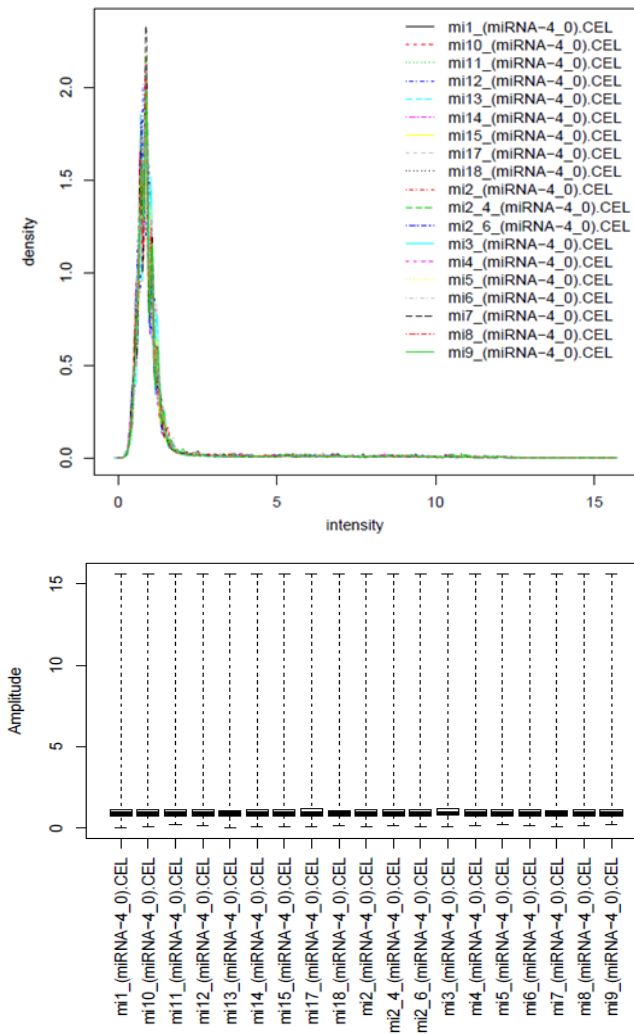 density
0.0
0.5
1.0
1.5
2.0
mi1_(miRNA−4_0).CEL
mi10_(miRNA−4_0).CEL
mi11_(miRNA−4_0).CEL
mi12_(miRNA−4_0).CEL
mi13_(miRNA−4_0).CEL
mi14_(miRNA−4_0).CEL
mi15_(miRNA−4_0).CEL
mi17_(miRNA−4_0).CEL
mi18_(miRNA−4_0).CEL
mi2_(miRNA−4_0).CEL
mi2_4_(miRNA−4_0).CEL
mi2_6_(miRNA−4_0).CEL
mi3_(miRNA−4_0).CEL
mi4_(miRNA−4_0).CEL
mi5_(miRNA−4_0).CEL
mi6_(miRNA−4_0).CEL
mi7_(miRNA−4_0).CEL
mi8_(miRNA−4_0).CEL
mi9_(miRNA−4_0).CEL
0 5 10 15
intensity
Amplitude
0
5
10
15
mi1_(miRNA−4_0).CEL
mi10_(miRNA−4_0).CEL
mi11_(miRNA−4_0).CEL
mi12_(miRNA−4_0).CEL
mi13_(miRNA−4_0).CEL
mi14_(miRNA−4_0).CEL
mi15_(miRNA−4_0).CEL
mi17_(miRNA−4_0).CEL
mi18_(miRNA−4_0).CEL
mi2_(miRNA−4_0).CEL
mi2_4_(miRNA−4_0).CEL
mi2_6_(miRNA−4_0).CEL
mi3_(miRNA−4_0).CEL
mi4_(miRNA−4_0).CEL
mi5_(miRNA−4_0).CEL
mi6_(miRNA−4_0).CEL
mi7_(miRNA−4_0).CEL
mi8_(miRNA−4_0).CEL
mi9_(miRNA−4_0).CEL